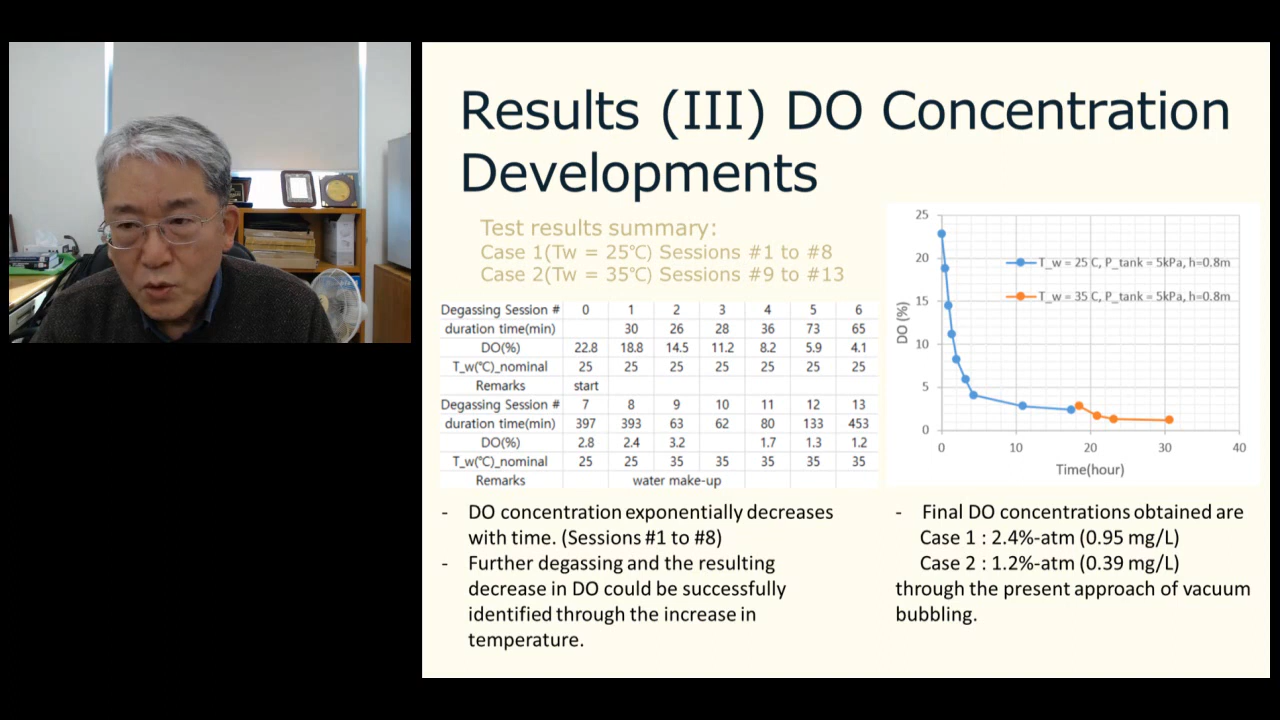 Results (III) DO Concentration
Developments
Test results summary:
Case 1(Tw = 25℃) Sessions #1 to #8
Case 2(Tw = 35℃) Sessions #9 to #13
Degassing Session # 0 1 2 3 4 5 6
duration time(min) 30 26 28 36 73 65
DO(%) 22.8 18.8 14.5 11.2 8.2 5.9 4.1
T_w(℃)_nominal 25 25 25 25 25 25 25
Remarks start
Degassing Session # 7 8 9 10 11 12 13
duration time(min) 397 393 63 62 80 133 453
DO(%) 2.8 2.4 3.2 1.7 1.3 1.2
T_w(℃)_nominal 25 25 35 35 35 35 35
Remarks water make-up
- DO concentration exponentially decreases
with time. (Sessions #1 to #8)
- Further degassing and the resulting
decrease in DO could be successfully
identified through the increase in
temperature.
25
20
15
10
5
0
DO (%)
T_w = 25 C, P_tank = 5kPa, h=0.8m
T_w = 35 C, P_tank = 5kPa, h=0.8m
0 10 20 30 40
Time(hour)
- Final DO concentrations obtained are
Case 1 : 2.4%-atm (0.95 mg/L)
Case 2 : 1.2%-atm (0.39 mg/L)
through the present approach of vacuum
bubbling.